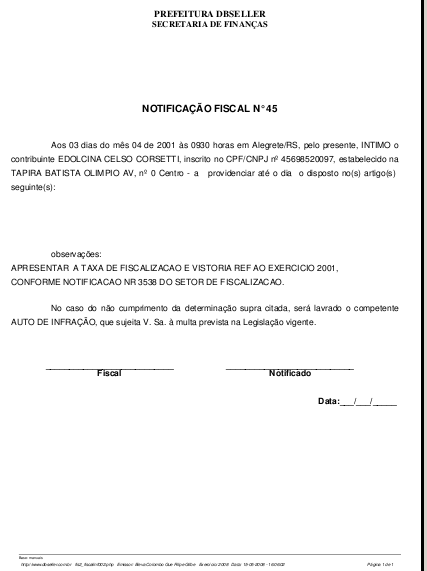 PREFEITURA DBSELLER
SECRETARIA DE FINANÇAS
NOTIFICAÇÃO FISCAL N° 45
Aos 03 dias do mês 04 de 2001 às 0930 horas em Alegrete/RS, pelo presente, INTIMO o
contribuinte EDOLCINA CELSO CORSETTI, inscrito no CPF/CNPJ nº 45698520097, estabelecido na
TAPIRA BATISTA OLIMPIO AV, nº 0 Centro - a providenciar até o dia o disposto no(s) artigo(s)
seguinte(s):
observações:
APRESENTAR A TAXA DE FISCALIZACAO E VISTORIA REF AO EXERCICIO 2001,
CONFORME NOTIFICACAO NR 3538 DO SETOR DE FISCALIZACAO.
No caso do não cumprimento da determinação supra citada, será lavrado o competente
AUTO DE INFRAÇÃO, que sujeita V. Sa. à multa prevista na Legislação vigente.
Fiscal Notificado
Data:___/___/_____
Base:
Emissor: Exercicio: 2008 Data:
Página 1 de 1